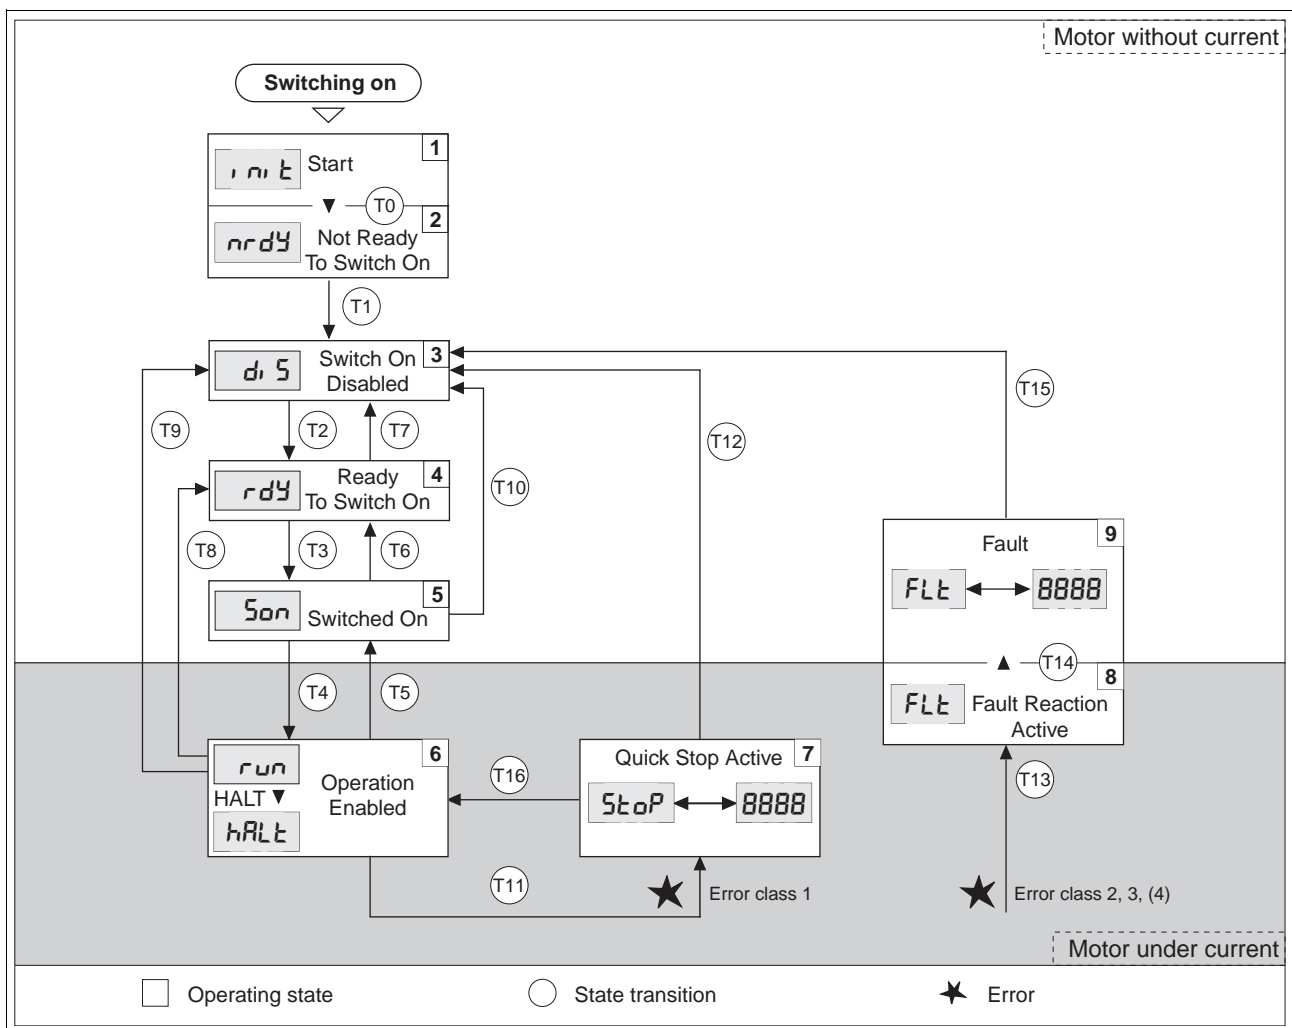 Motor without current
Switching on
1
init Start
T0
2
nrdY Not Ready
To Switch On
T1
diS Switch On
Disabled
3
T15
T9
T2
T7
T12
rdY Ready
To Switch On
4
T10
T8
T3
T6
9
Fault
FLt 8888
Son Switched On
5
T14
8
FLt Fault Reaction
Active
T4
T5
6
run
HALT
hALt
Operation
Enabled
T16
Quick Stop Active
7
StoP 8888
T13
T11
Error class 1
Error class 2, 3, (4)
Motor under current
Operating state
State transition
Error